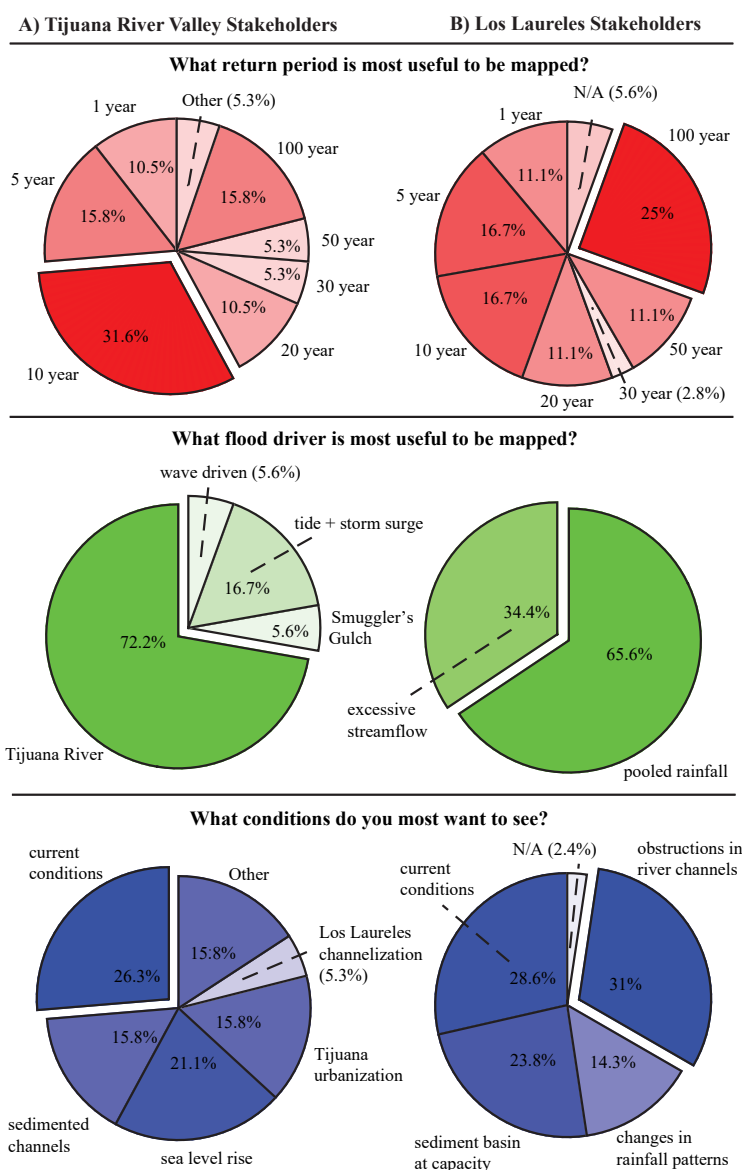 A) Tijuana River Valley Stakeholders
B) Los Laureles Stakeholders
What return period is most useful to be mapped?
Other (5.3%)
1 year
100 year
10.5%
5 year
15.8%
15.8%
50 year
5.3%
5.3%
30 year
10.5%
31.6%
20 year
10 year
N/A (5.6%)
1 year
100 year
11.1%
5 year
25%
16.7%
16.7%
11.1%
10 year
11.1%
50 year
20 year
30 year (2.8%)
What flood driver is most useful to be mapped?
wave driven (5.6%)
tide + storm surge
16.7%
Smuggler's
Gulch
5.6%
72.2%
Tijuana River
34.4%
65.6%
excessive
streamflow
pooled rainfall
What conditions do you most want to see?
current
conditions
Other
15.8%
Los Laureles
channelization
(5.3%)
26.3%
15.8%
15.8%
Tijuana
urbanization
21.1%
sedimented
channels
sea level rise
N/A (2.4%)
obstructions in
river channels
current
conditions
28.6%
31%
23.8%
14.3%
sediment basin
at capacity
changes in
rainfall patterns